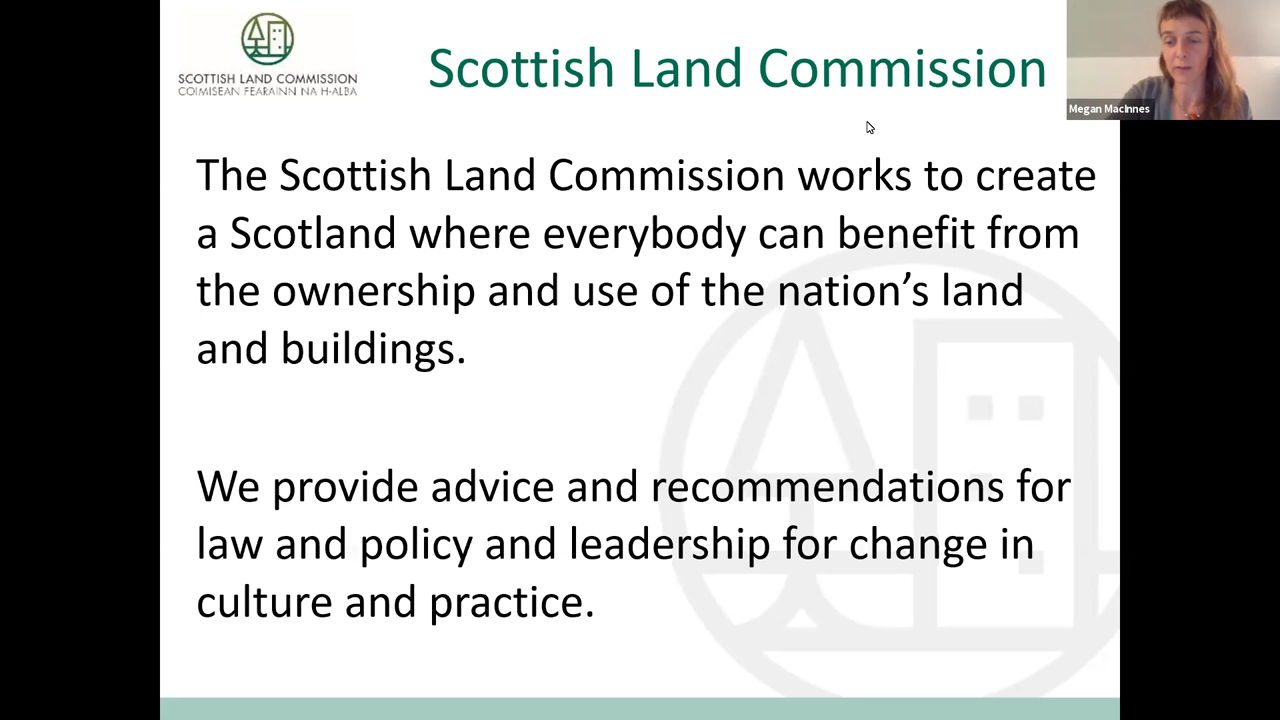 SCOTTISH LAND COMMISSION
COIMISEAN FEARAINN NA H-ALBA
Scottish Land Commission
Megan MacInnes
The Scottish Land Commission works to create
a Scotland where everybody can benefit from
the ownership and use of the nation’s land
and buildings.
We provide advice and recommendations for
law and policy and leadership for change in
culture and practice.